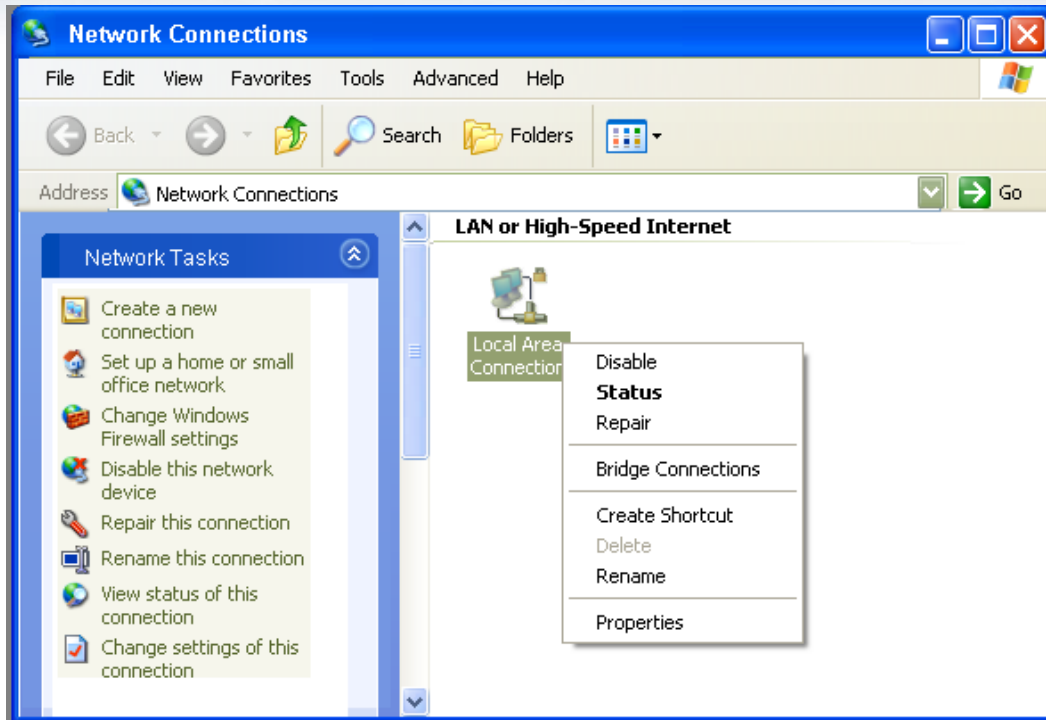 Network Connections
File Edit View Favorites Tools Advanced Help
Back Search Folders
Address Network Connections Go
Network Tasks
Create a new
connection
Set up a home or small
office network
Change Windows
Firewall settings
Disable this network
device
Repair this connection
Rename this connection
View status of this
connection
Change settings of this
connection
LAN or High-Speed Internet
Local Area
Connection
Disable
Status
Repair
Bridge Connections
Create Shortcut
Delete
Rename
Properties